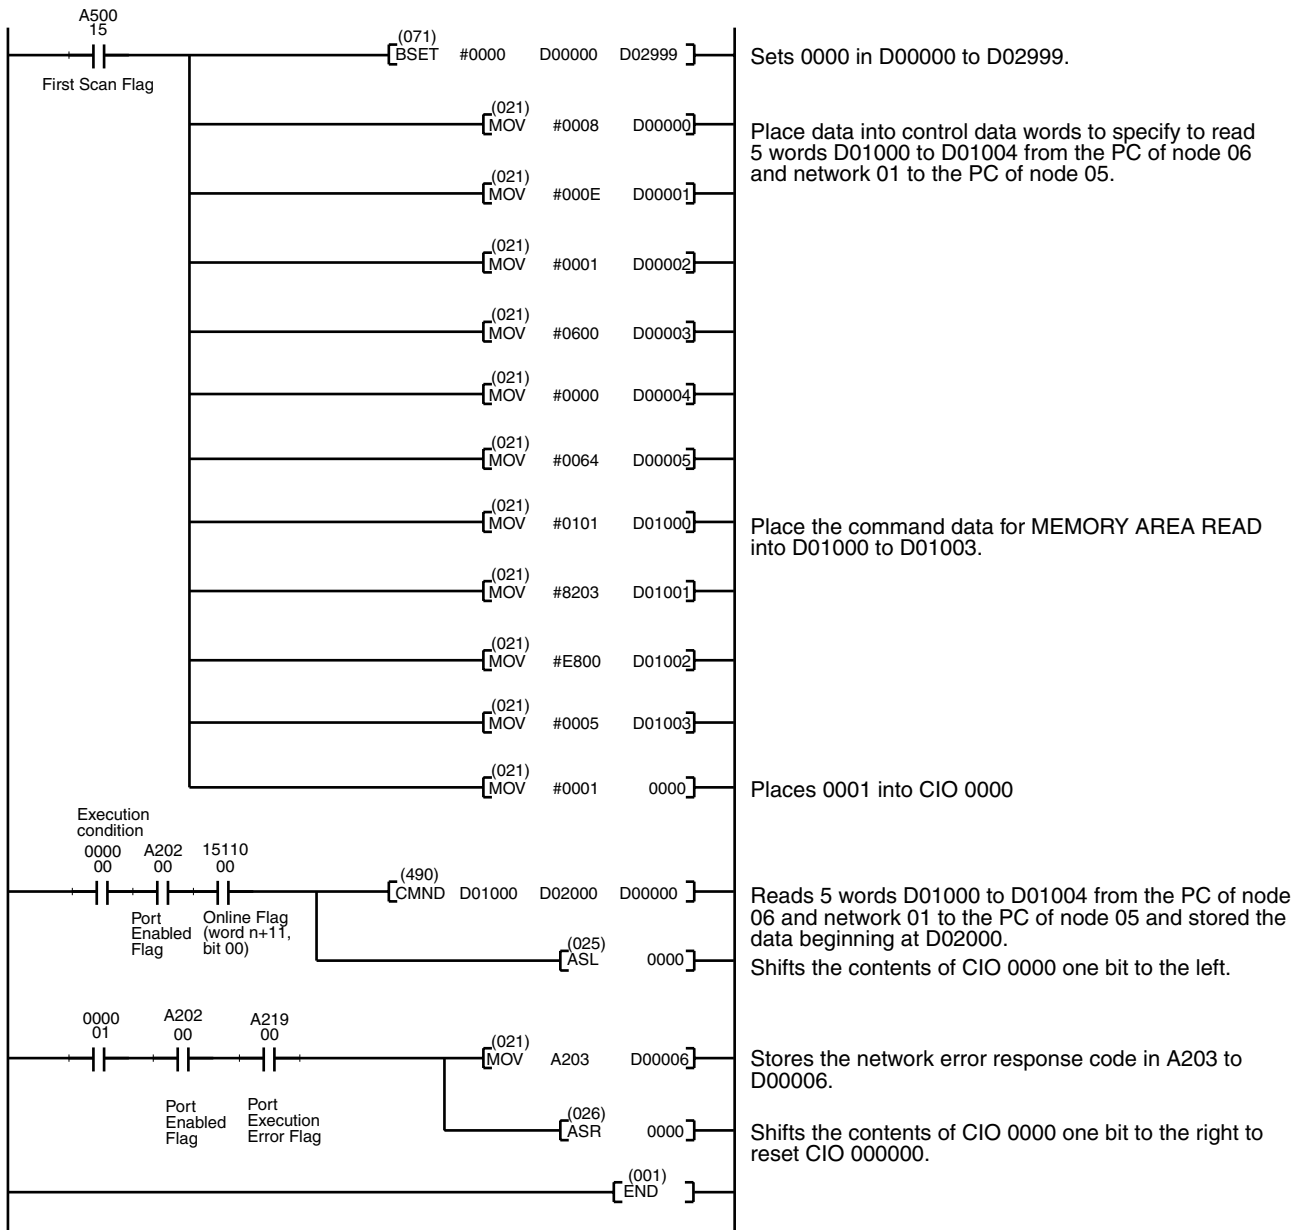 A500
15
First Scan Flag
(071)
BSET #0000 D00000 D02999
Sets 0000 in D00000 to D02999.
(021)
MOV #0008 D00000
Place data into control data words to specify to read
5 words D01000 to D01004 from the PC of node 06
and network 01 to the PC of node 05.
(021)
MOV #000E D00001
(021)
MOV #0001 D00002
(021)
MOV #0600 D00003
(021)
MOV #0000 D00004
(021)
MOV #0064 D00005
(021)
MOV #0101 D01000
Place the command data for MEMORY AREA READ
into D01000 to D01003.
(021)
MOV #8203 D01001
(021)
MOV #E800 D01002
(021)
MOV #0005 D01003
(021)
MOV #0001 0000
Places 0001 into CIO 0000
Execution
condition
0000 A202 15110
00 00 00
Port
Enabled
Flag
Online Flag
(word n+11,
bit 00)
(490)
CMND D01000 D02000 D00000
Reads 5 words D01000 to D01004 from the PC of node
06 and network 01 to the PC of node 05 and stored the
data beginning at D02000.
(025)
ASL 0000
Shifts the contents of CIO 0000 one bit to the left.
0000 A202 A219
01 00 00
Port
Enabled
Flag
Port
Execution
Error Flag
(021)
MOV A203 D00006
Stores the network error response code in A203 to
D00006.
(026)
ASR 0000
Shifts the contents of CIO 0000 one bit to the right to
reset CIO 000000.
(001)
END